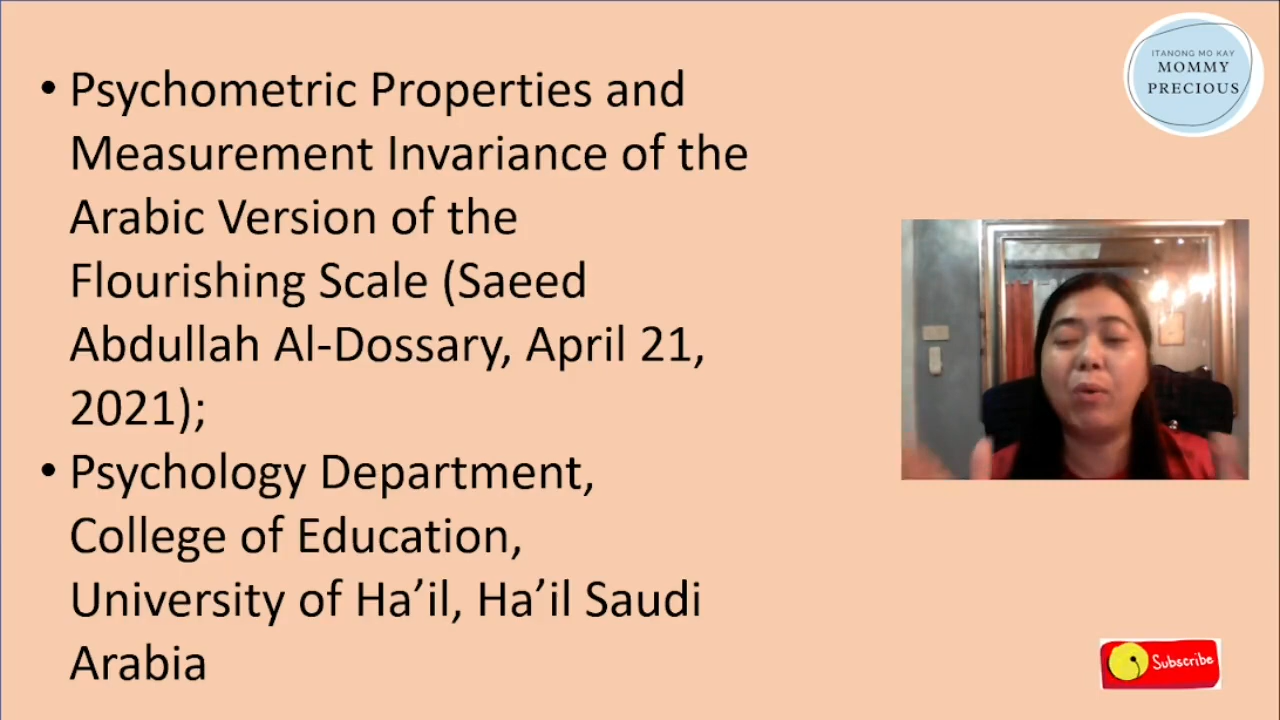 • Psychometric Properties and
Measurement Invariance of the
Arabic Version of the
Flourishing Scale (Saeed
Abdullah Al-Dossary, April 21,
2021);
• Psychology Department,
College of Education,
University of Ha’il, Ha’il Saudi
Arabia
ITANONG MO KAY
MOMMY
PRECIOUS
Subscribe